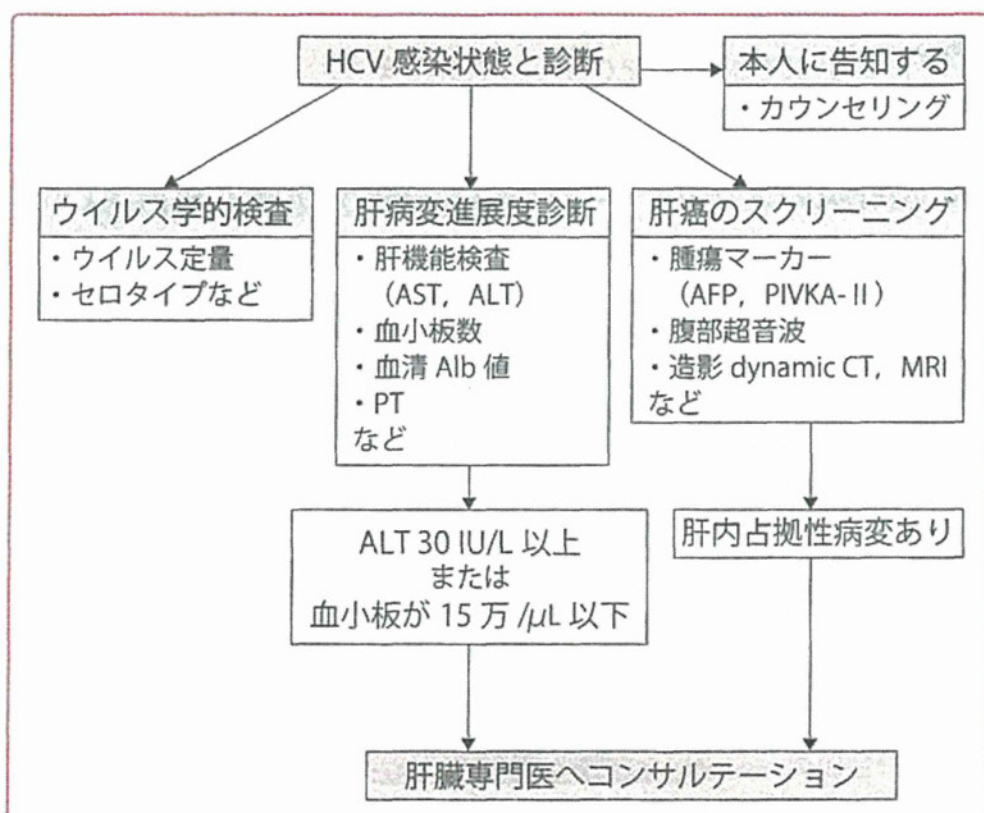 HCV 感染状態と診断
本人に告知する
・カウンセリング
ウイルス学的検査
・ウイルス定量
・セロタイプなど
肝病変進展度診断
・肝機能検査
（AST，ALT）
・血小板数
・血清 Alb 値
・PT
など
肝癌のスクリーニング
・腫瘍マーカー
（AFP，PIVKA-Ⅱ）
・腹部超音波
・造影 dynamic CT，MRI
など
ALT 30 IU/L 以上
または
血小板が 15 万 /μL 以下
肝内占拠性病変あり
肝臓専門医へコンサルテーション